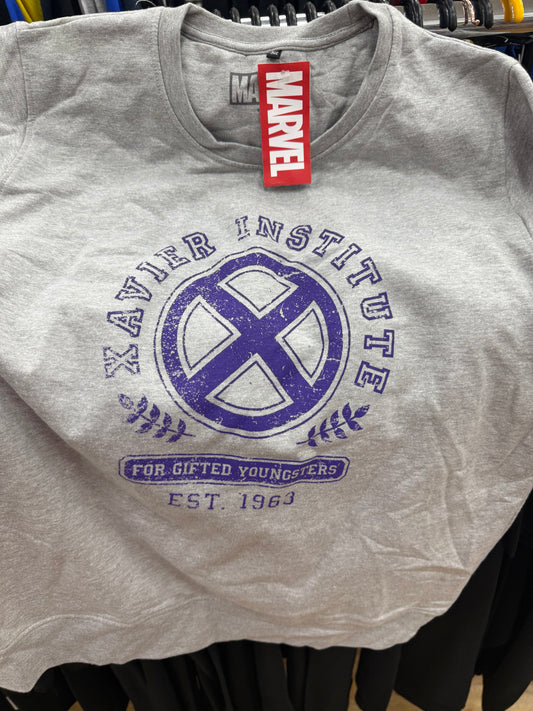 MARVEL
XAVIER INSTITUTE
FOR GIFTED YOUNGSTERS
EST. 1963